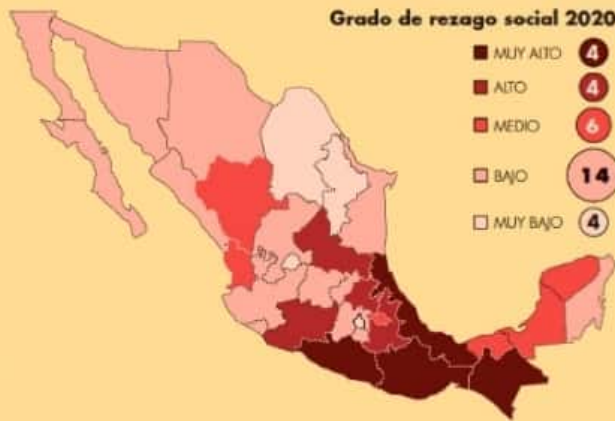 Grado de rezago social 2020
MUY ALTO 4
ALTO 4
MEDIO 6
BAJO 14
MUY BAJO 4